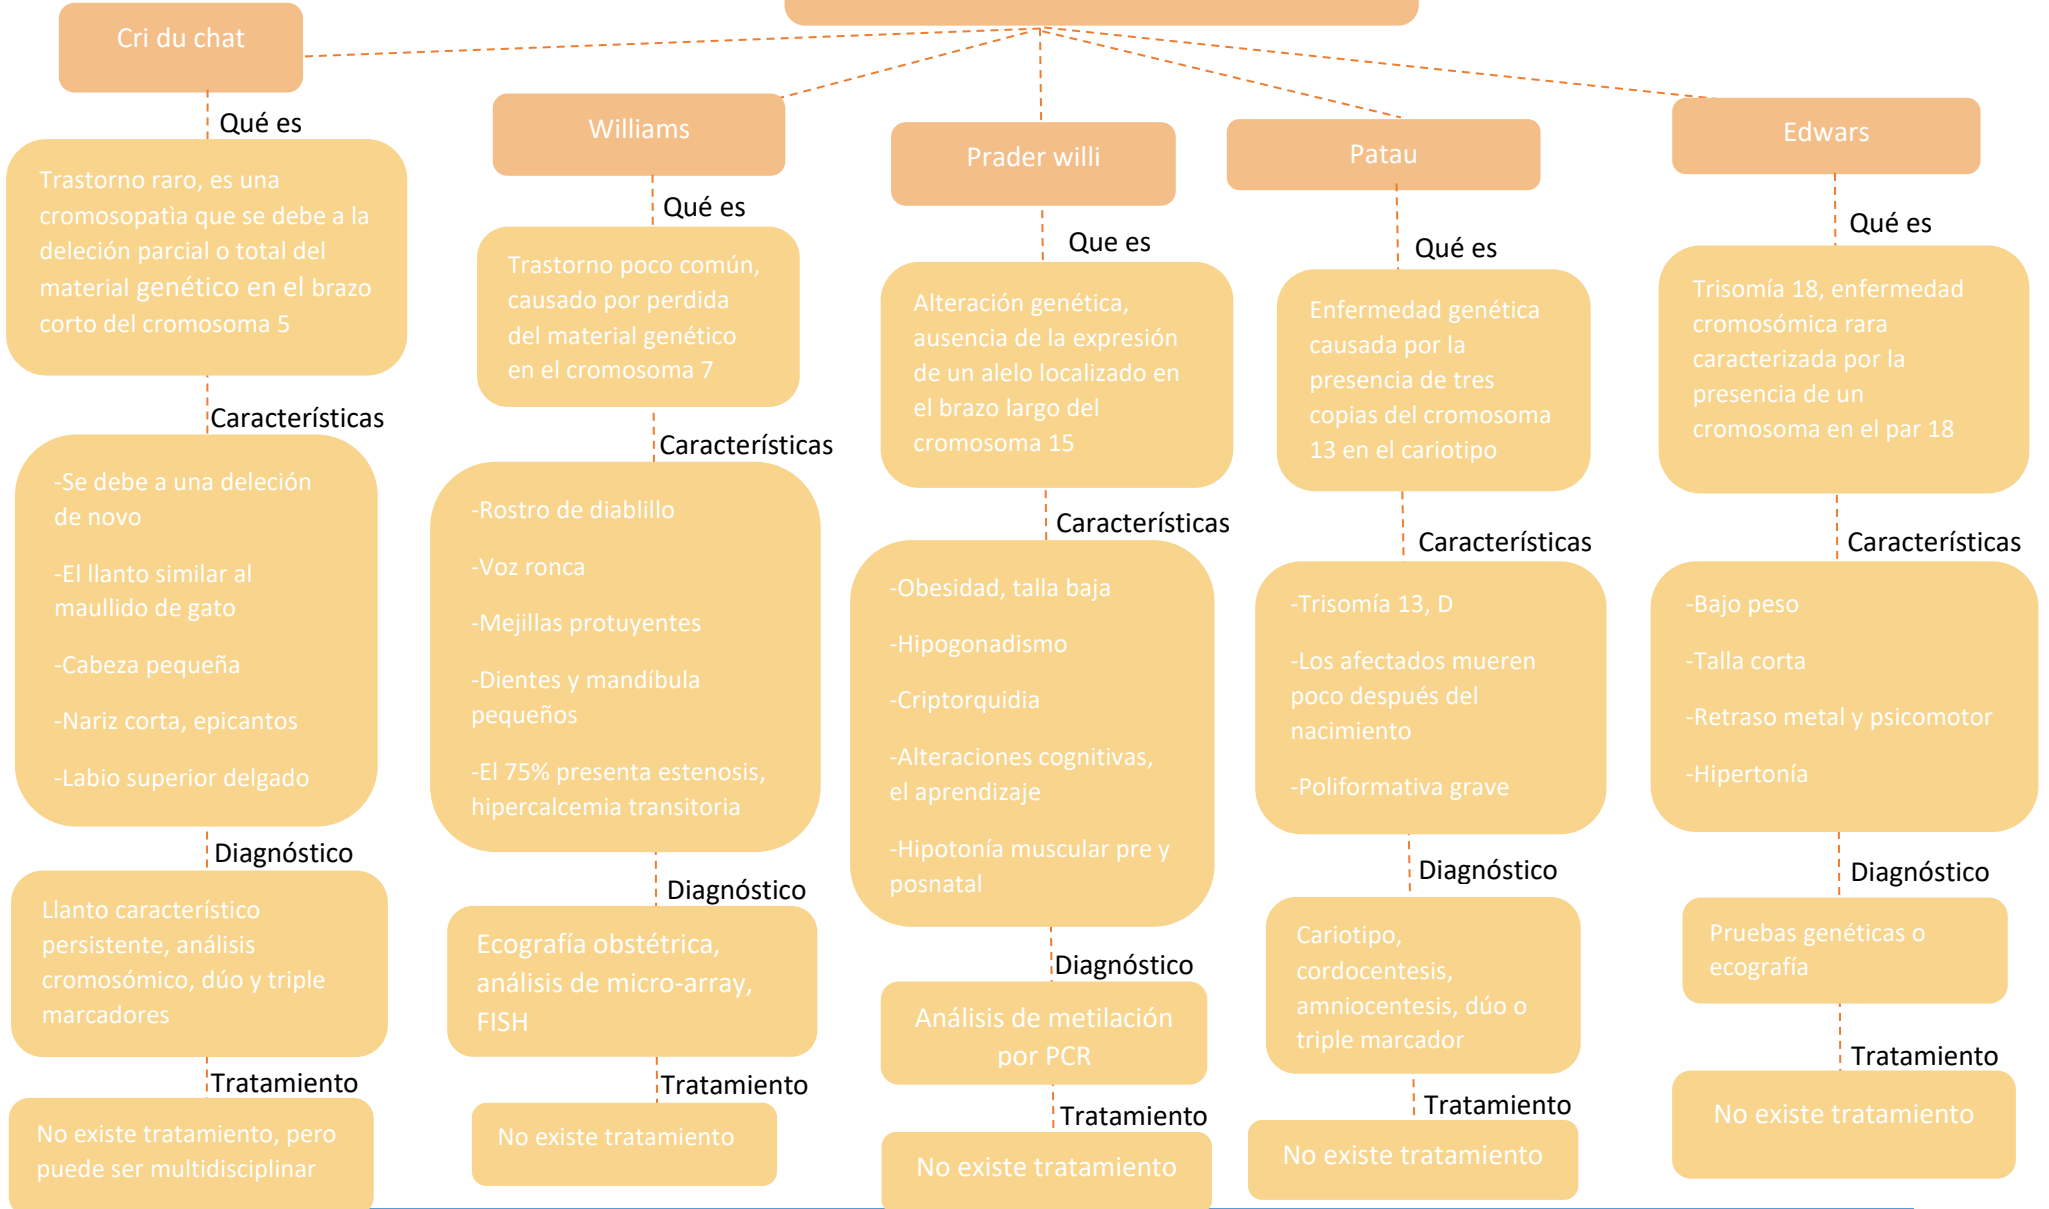 Cri du chat
Qué es
Trastorno raro, es una
cromosopatìa que se debe a la
deleción parcial o total del
material genético en el brazo
corto del cromosoma 5
Características
-Se debe a una deleción
de novo
-El llanto similar al
maullido de gato
-Cabeza pequeña
-Nariz corta, epicantos
-Labio superior delgado
Diagnóstico
Llanto característico
persistente, análisis
cromosómico, dúo y triple
marcadores
Tratamiento
No existe tratamiento, pero
puede ser multidisciplinar
Williams
Qué es
Trastorno poco común,
causado por perdida
del material genético
en el cromosoma 7
Características
-Rostro de diablillo
-Voz ronca
-Mejillas protuyentes
-Dientes y mandíbula
pequeños
-El 75% presenta estenosis,
hipercalcemia transitoria
Diagnóstico
Ecografía obstétrica,
análisis de micro-array,
FISH
Tratamiento
No existe tratamiento
Prader willi
Que es
Alteración genética,
ausencia de la expresión
de un alelo localizado en
el brazo largo del
cromosoma 15
Características
-Obesidad, talla baja
-Hipogonadismo
-Criptorquidia
-Alteraciones cognitivas,
el aprendizaje
-Hipotonía muscular pre y
posnatal
Diagnóstico
Análisis de metilación
por PCR
Tratamiento
No existe tratamiento
Patau
Qué es
Enfermedad genética
causada por la
presencia de tres
copias del cromosoma
13 en el cariotipo
Características
-Trisomía 13, D
-Los afectados mueren
poco después del
nacimiento
-Poliformativa grave
Diagnóstico
Cariotipo,
cordocentesis,
amniocentesis, dúo o
triple marcador
Tratamiento
No existe tratamiento
Edwars
Qué es
Trisomía 18, enfermedad
cromosómica rara
caracterizada por la
presencia de un
cromosoma en el par 18
Características
-Bajo peso
-Talla corta
-Retraso metal y psicomotor
-Hipertonía
Diagnóstico
Pruebas genéticas o
ecografía
Tratamiento
No existe tratamiento